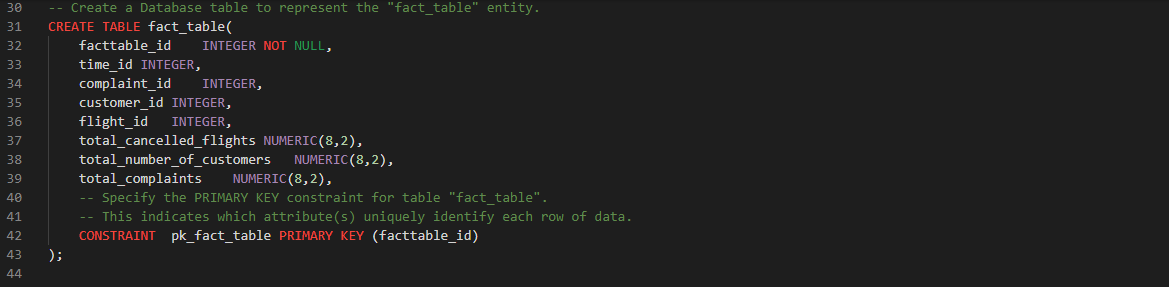 30 -- Create a Database table to represent the "fact_table" entity.
31 CREATE TABLE fact_table(
32     facttable_id    INTEGER NOT NULL,
33     time_id INTEGER,
34     complaint_id    INTEGER,
35     customer_id INTEGER,
36     flight_id   INTEGER,
37     total_cancelled_flights NUMERIC(8,2),
38     total_number_of_customers   NUMERIC(8,2),
39     total_complaints    NUMERIC(8,2),
40     -- Specify the PRIMARY KEY constraint for table "fact_table".
41     -- This indicates which attribute(s) uniquely identify each row of data.
42     CONSTRAINT  pk_fact_table PRIMARY KEY (facttable_id)
43 );
44